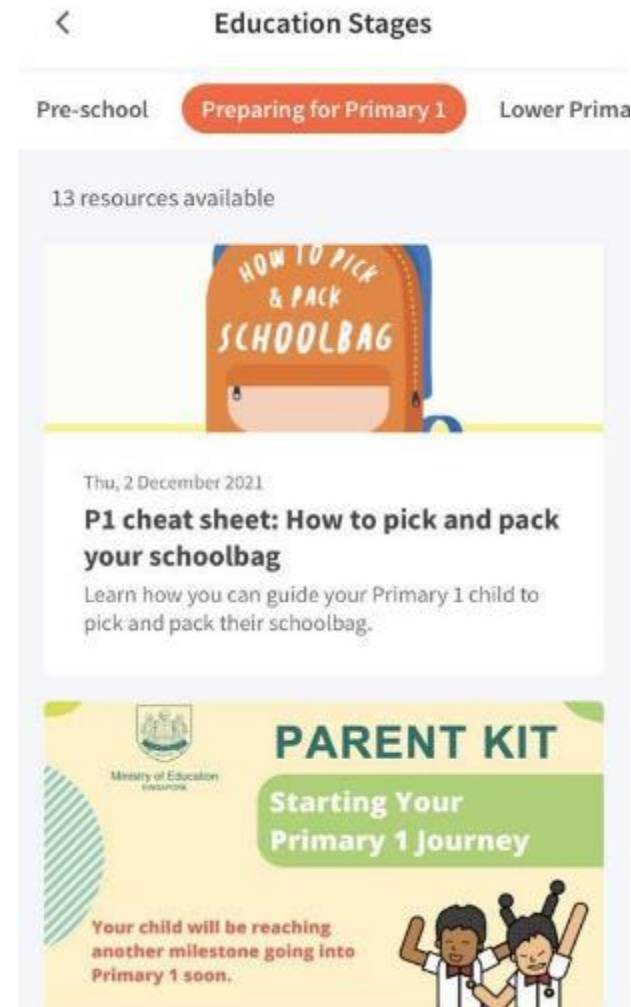 Education Stages
Pre-school Preparing for Primary 1 Lower Prima
13 resources available
HOW TO PICK
& PACK
SCHOOLBAG
Thu, 2 December 2021
P1 cheat sheet: How to pick and pack
your schoolbag
Learn how you can guide your Primary 1 child to
pick and pack their schoolbag.
Ministry of Education
SINGAPORE
PARENT KIT
Starting Your
Primary 1 Journey
Your child will be reaching
another milestone going into
Primary 1 soon.